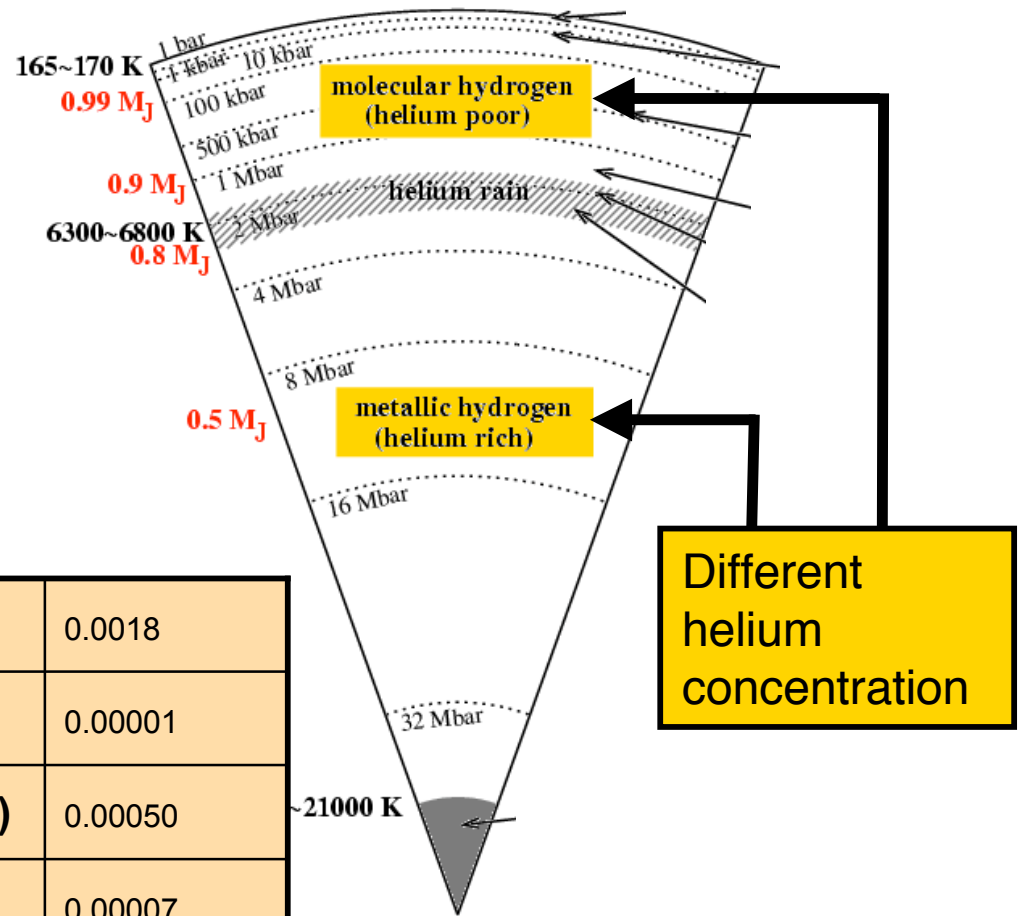 1 bar
1 kbar
10 kbar
165~170 K
0.99 MJ
100 kbar
molecular hydrogen
(helium poor)
500 kbar
1 Mbar
0.9 MJ
helium rain
2 Mbar
6300~6800 K
0.8 MJ
4 Mbar
8 Mbar
0.5 MJ
metallic hydrogen
(helium rich)
16 Mbar
Different
helium
concentration
32 Mbar
~21000 K
0.0018
0.00001
) 0.00050
0.00007